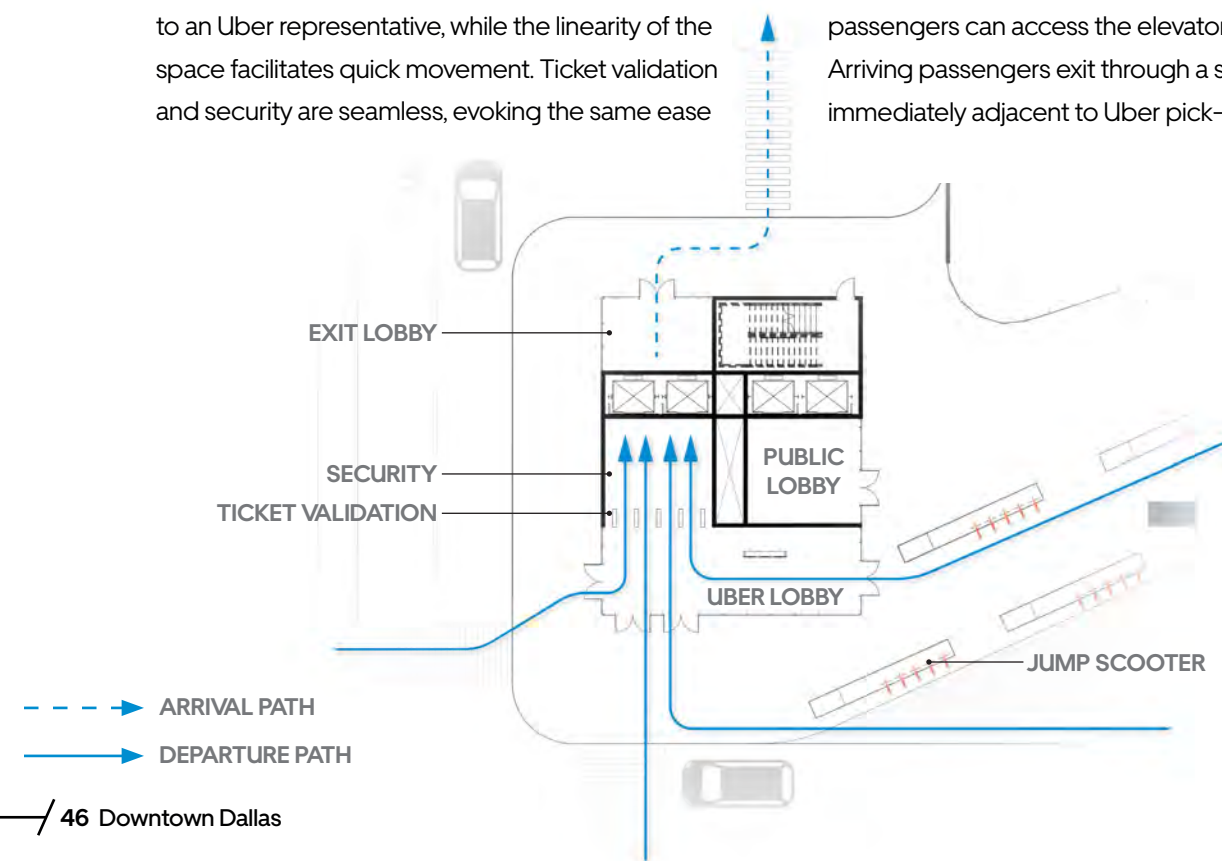 to an Uber representative, while the linearity of the
space facilitates quick movement. Ticket validation
and security are seamless, evoking the same ease
passengers can access the elevator
Arriving passengers exit through a
immediately adjacent to Uber pick-
EXIT LOBBY
SECURITY
TICKET VALIDATION
PUBLIC
LOBBY
UBER LOBBY
JUMP SCOOTER
ARRIVAL PATH
DEPARTURE PATH
46 Downtown Dallas